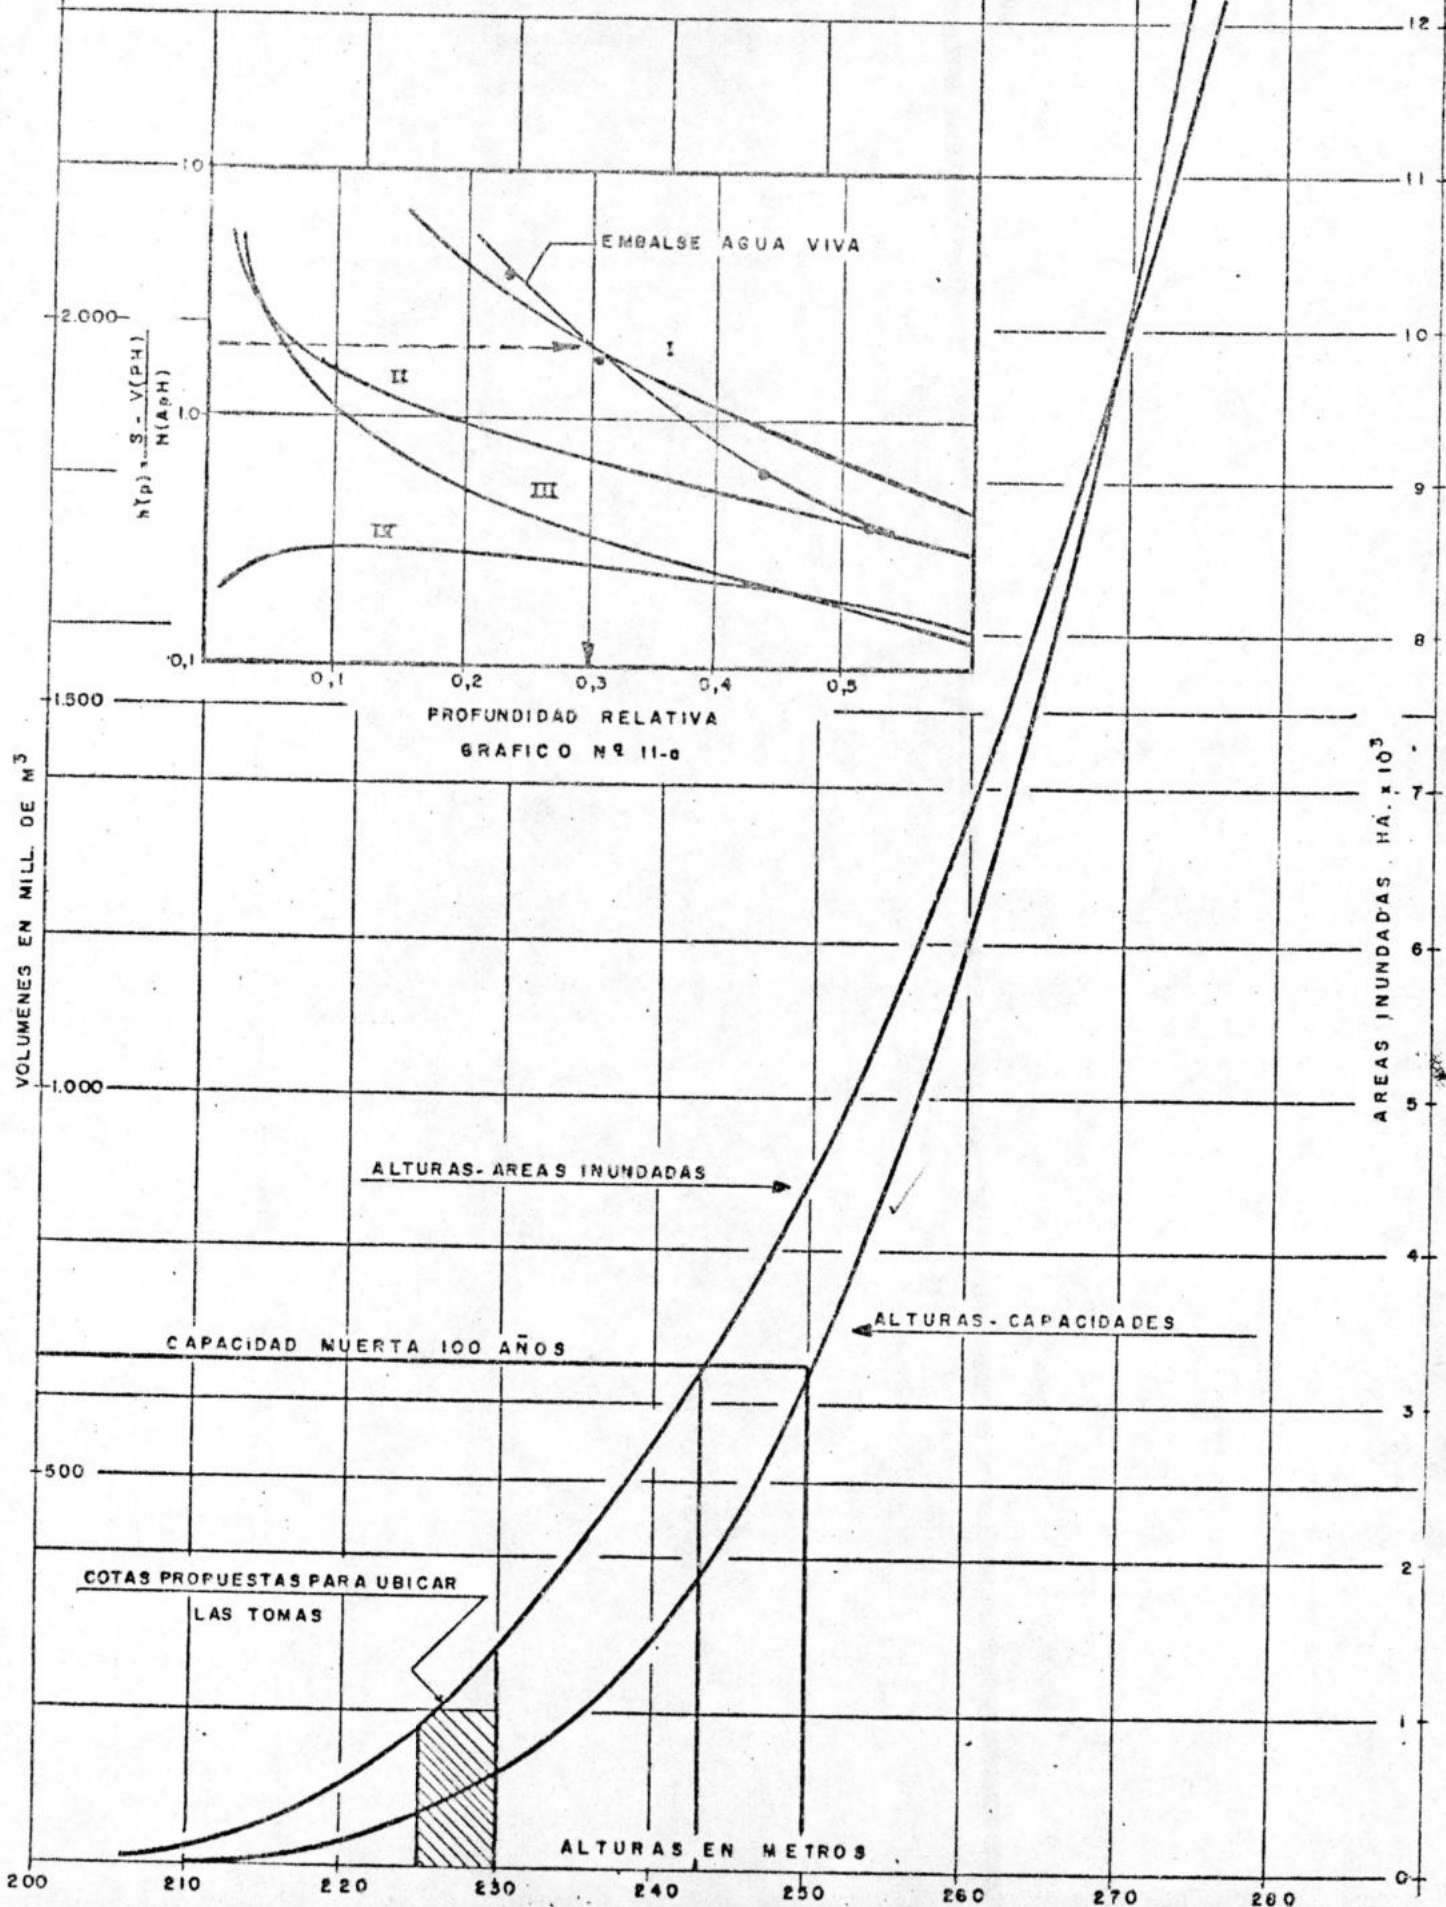 12
11
10
9
8
7
6
5
4
3
2
1
0
AREAS INUNDADAS HA. x 10³
10
1.0
0,1
h'(p) = S - V(PH) / H(ApH)
EMBALSE AGUA VIVA
I
II
III
IV
0,1 0,2 0,3 0,4 0,5
PROFUNDIDAD RELATIVA
GRAFICO Nº 11-a
2.000
1.500
1.000
500
VOLUMENES EN MILL. DE M³
ALTURAS-AREAS INUNDADAS
ALTURAS-CAPACIDADES
CAPACIDAD MUERTA 100 AÑOS
COTAS PROPUESTAS PARA UBICAR
LAS TOMAS
ALTURAS EN METROS
200 210 220 230 240 250 260 270 280